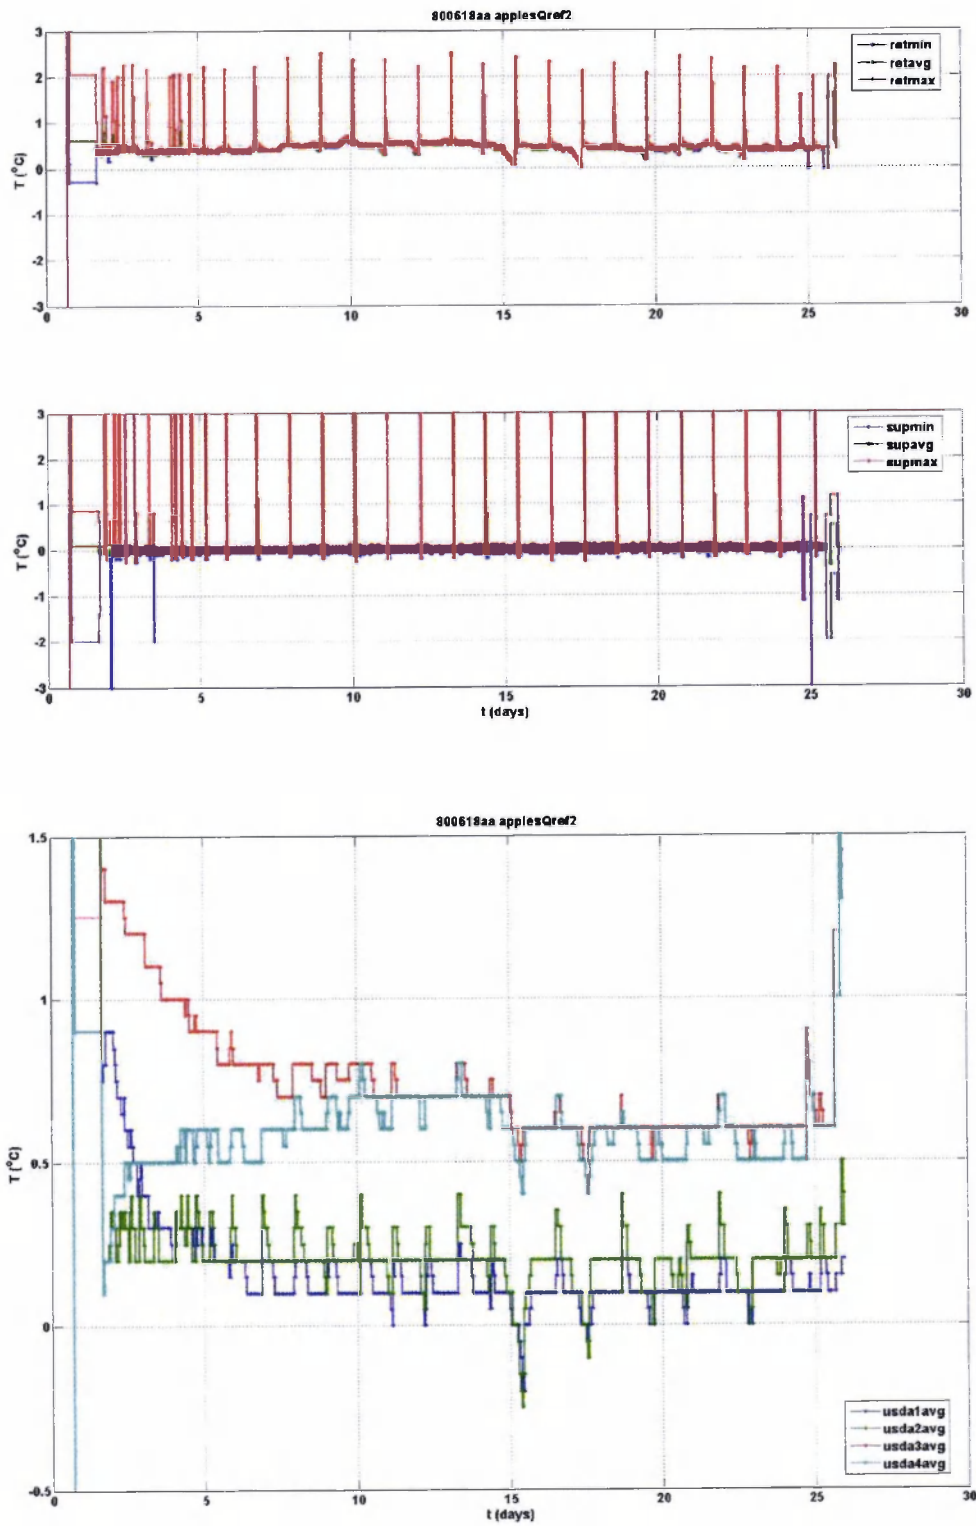 800618aa applesQref2
3
2
1
0
-1
-2
-3
T (°C)
0 5 10 15 20 25 30
retmin
retavg
retmax
3
2
1
0
-1
-2
-3
T (°C)
0 5 10 15 20 25 30
t (days)
supmin
supavg
supmax
800618aa applesQref2
1.5
1
0.5
0
-0.5
T (°C)
0 5 10 15 20 25 30
t (days)
usda1avg
usda2avg
usda3avg
usda4avg